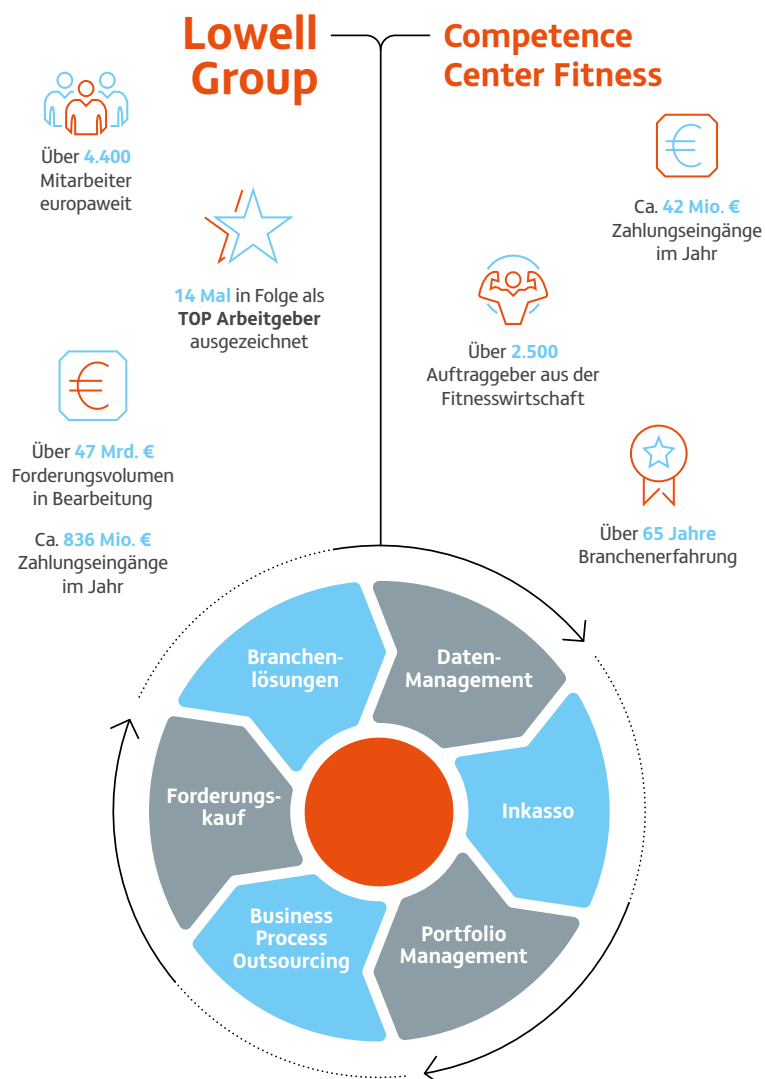 Lowell
Group
Über 4.400
Mitarbeiter
europaweit
14 Mal in Folge als
TOP Arbeitgeber
ausgezeichnet
Über 47 Mrd. €
Forderungsvolumen
in Bearbeitung
Ca. 836 Mio. €
Zahlungseingänge
im Jahr
Competence
Center Fitness
Ca. 42 Mio. €
Zahlungseingänge
im Jahr
Über 2.500
Auftraggeber aus der
Fitnesswirtschaft
Über 65 Jahre
Branchenerfahrung
Branchen-
lösungen
Daten-
Management
Inkasso
Portfolio
Management
Business
Process
Outsourcing
Forderungs-
kauf